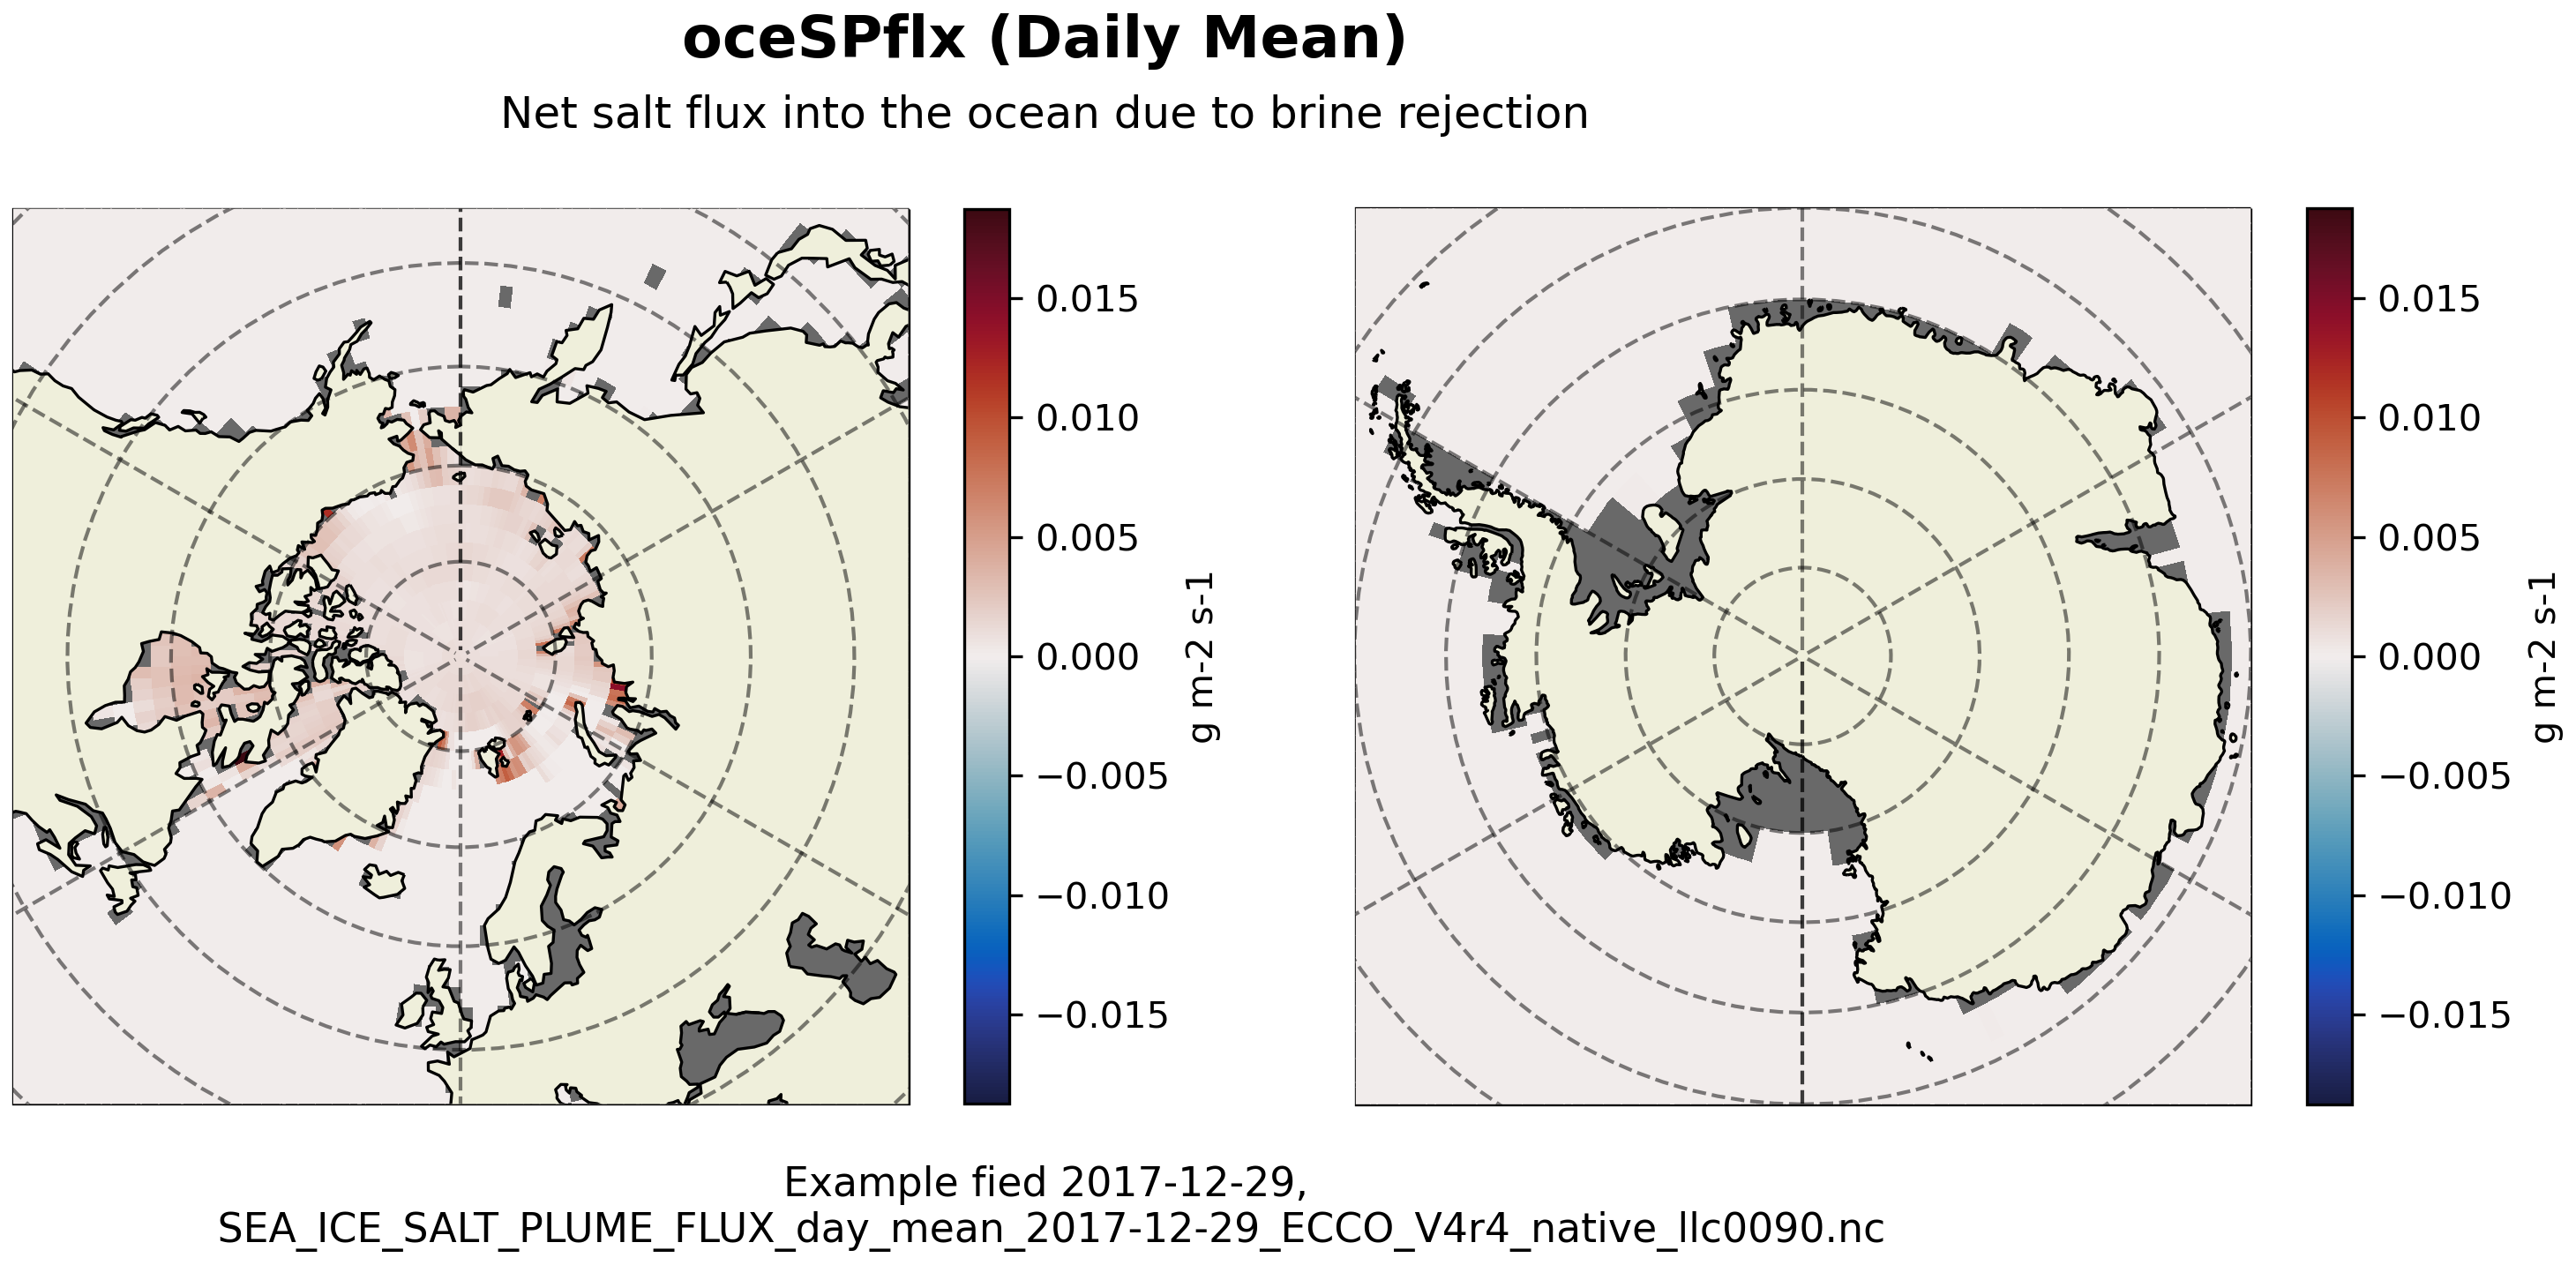 oceSPflx (Daily Mean)
Net salt flux into the ocean due to brine rejection
0.015
0.010
0.005
0.000
−0.005
−0.010
−0.015
g m-2 s-1
0.015
0.010
0.005
0.000
−0.005
−0.010
−0.015
g m-2 s-1
Example fied 2017-12-29,
SEA_ICE_SALT_PLUME_FLUX_day_mean_2017-12-29_ECCO_V4r4_native_llc0090.nc